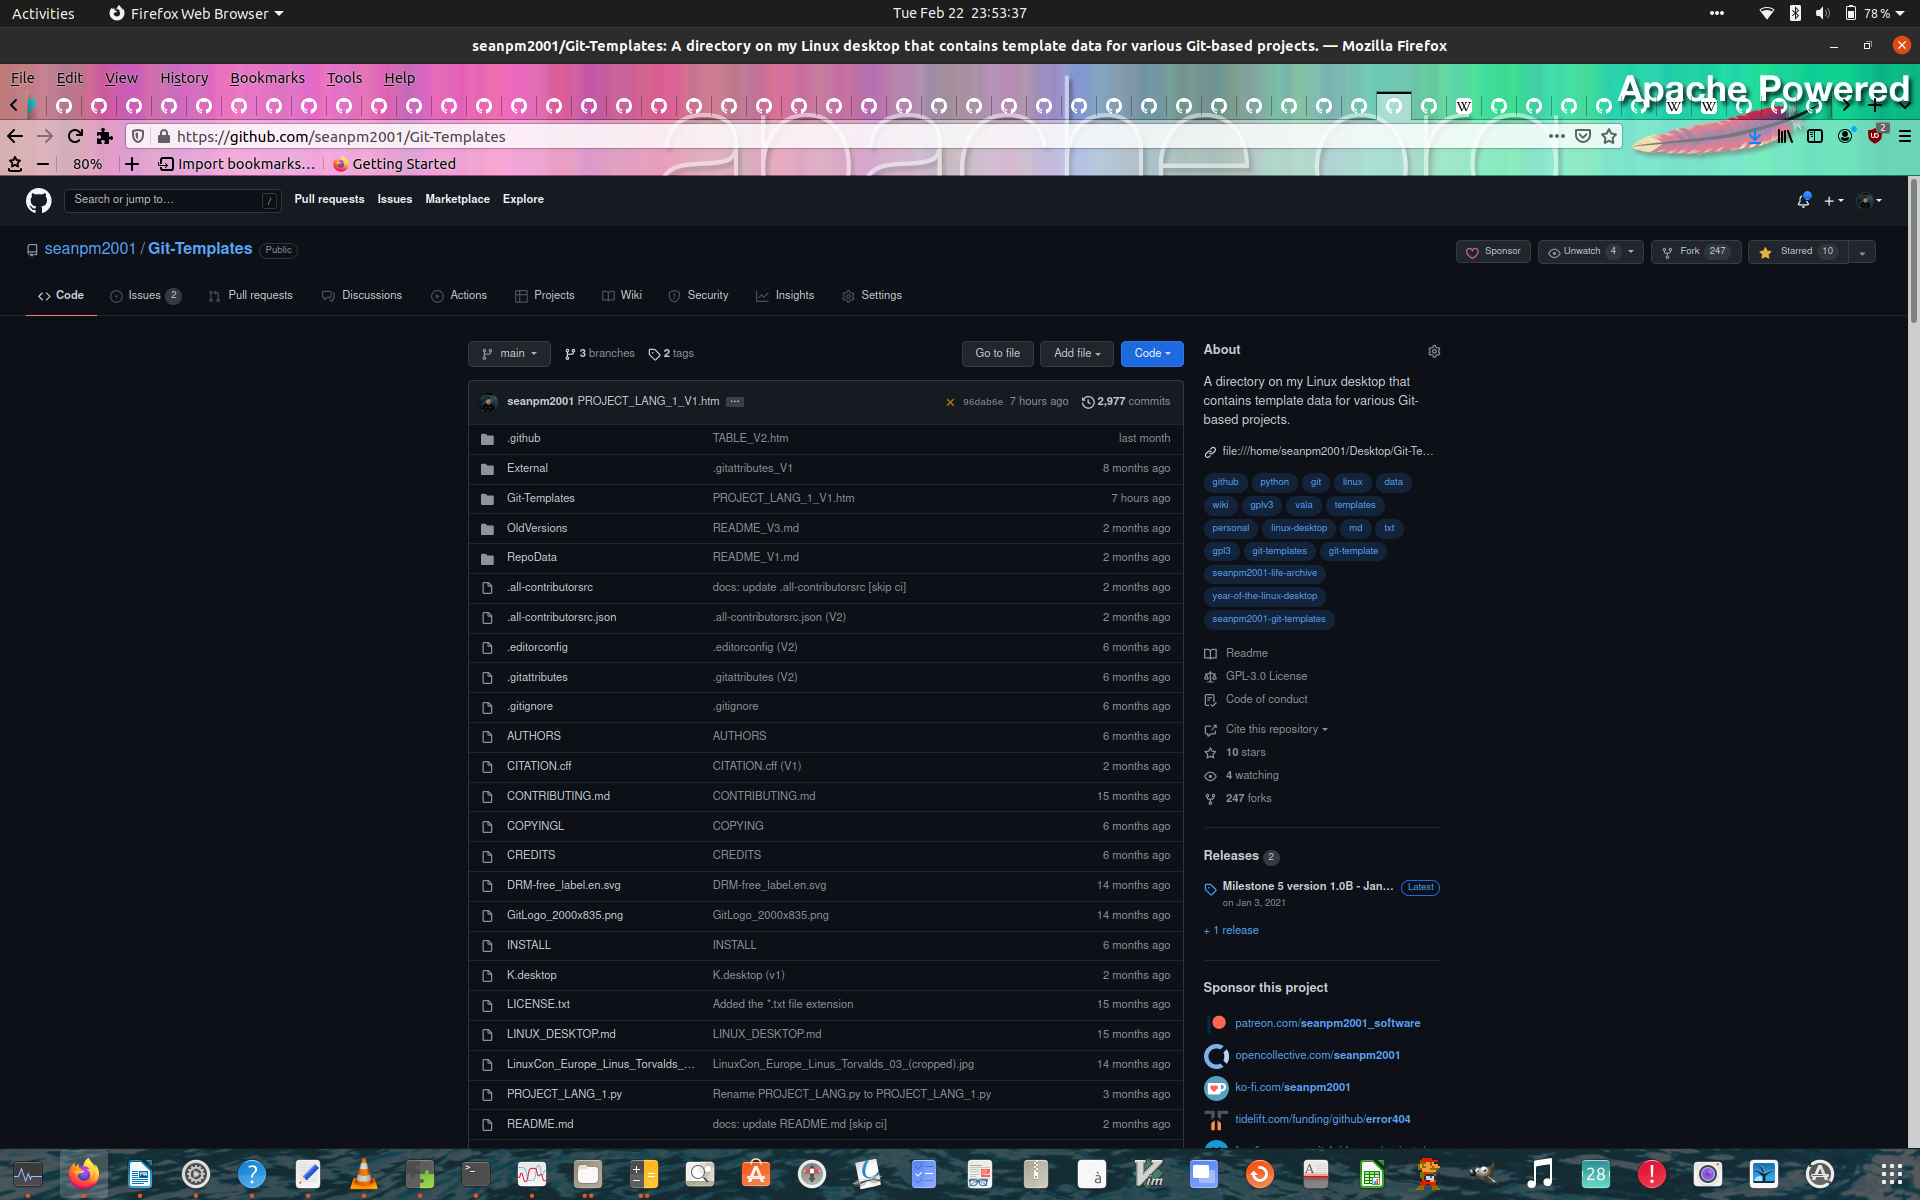 Activities Firefox Web Browser Tue Feb 22 23:53:37 78 %
seanpm2001/Git-Templates: A directory on my Linux desktop that contains template data for various Git-based projects. — Mozilla Firefox
File Edit View History Bookmarks Tools Help
Apache Powered
https://github.com/seanpm2001/Git-Templates
80% Import bookmarks... Getting Started
Search or jump to... / Pull requests Issues Marketplace Explore
seanpm2001 / Git-Templates Public Sponsor Unwatch 4 Fork 247 Starred 10
Code Issues 2 Pull requests Discussions Actions Projects Wiki Security Insights Settings
main 3 branches 2 tags Go to file Add file Code
seanpm2001 PROJECT_LANG_1_V1.htm ... 96dab6e 7 hours ago 2,977 commits
.github TABLE_V2.htm last month
External .gitattributes_V1 8 months ago
Git-Templates PROJECT_LANG_1_V1.htm 7 hours ago
OldVersions README_V3.md 2 months ago
RepoData README_V1.md 2 months ago
.all-contributorsrc docs: update .all-contributorsrc [skip ci] 2 months ago
.all-contributorsrc.json .all-contributorsrc.json (V2) 2 months ago
.editorconfig .editorconfig (V2) 6 months ago
.gitattributes .gitattributes (V2) 6 months ago
.gitignore .gitignore 6 months ago
AUTHORS AUTHORS 6 months ago
CITATION.cff CITATION.cff (V1) 2 months ago
CONTRIBUTING.md CONTRIBUTING.md 15 months ago
COPYINGL COPYING 6 months ago
CREDITS CREDITS 6 months ago
DRM-free_label.en.svg DRM-free_label.en.svg 14 months ago
GitLogo_2000x835.png GitLogo_2000x835.png 14 months ago
INSTALL INSTALL 6 months ago
K.desktop K.desktop (v1) 2 months ago
LICENSE.txt Added the *.txt file extension 15 months ago
LINUX_DESKTOP.md LINUX_DESKTOP.md 15 months ago
LinuxCon_Europe_Linus_Torvalds_... LinuxCon_Europe_Linus_Torvalds_03_(cropped).jpg 14 months ago
PROJECT_LANG_1.py Rename PROJECT_LANG.py to PROJECT_LANG_1.py 3 months ago
README.md docs: update README.md [skip ci] 2 months ago
About
A directory on my Linux desktop that
contains template data for various Git-
based projects.
file:///home/seanpm2001/Desktop/Git-Te...
github python git linux data
wiki gplv3 vala templates
personal linux-desktop md txt
gpl3 git-templates git-template
seanpm2001-life-archive
year-of-the-linux-desktop
seanpm2001-git-templates
Readme
GPL-3.0 License
Code of conduct
Cite this repository
10 stars
4 watching
247 forks
Releases 2
Milestone 5 version 1.0B - Jan... Latest
on Jan 3, 2021
+ 1 release
Sponsor this project
patreon.com/seanpm2001_software
opencollective.com/seanpm2001
ko-fi.com/seanpm2001
tidelift.com/funding/github/error404